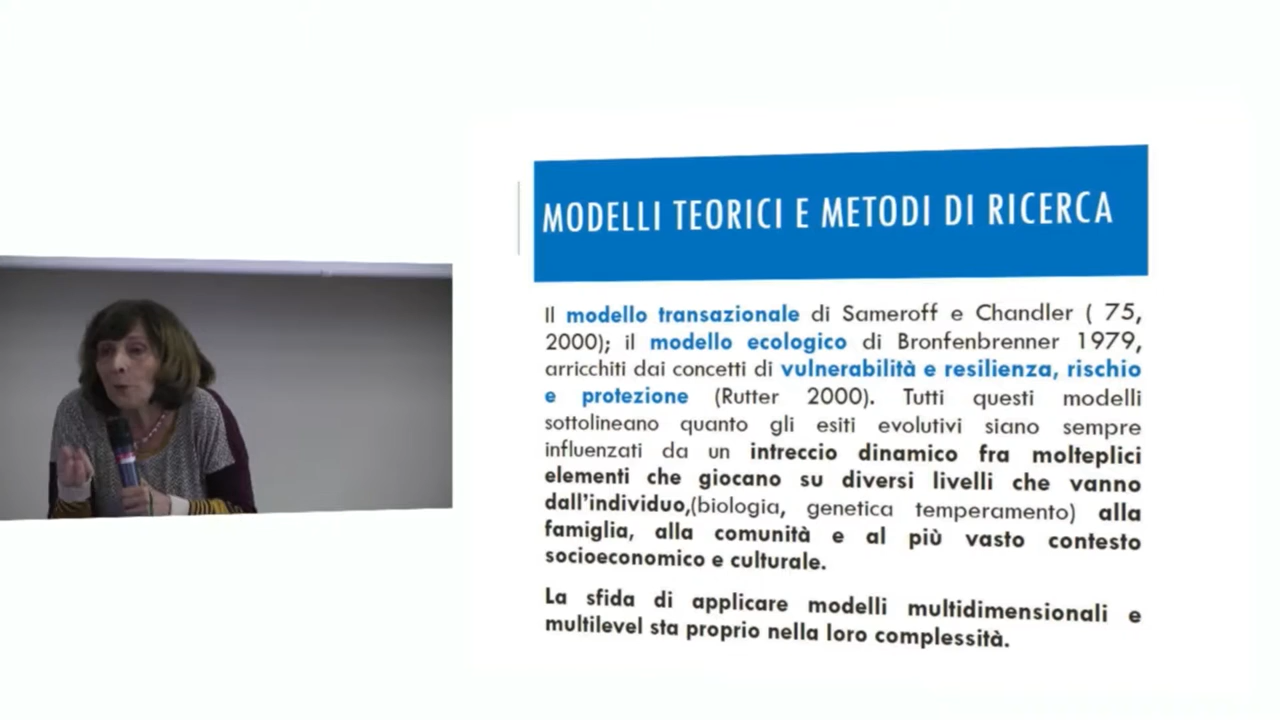 MODELLI TEORICI E METODI DI RICERCA
Il modello transazionale di Sameroff e Chandler ( 75,
2000); il modello ecologico di Bronfenbrenner 1979,
arricchiti dai concetti di vulnerabilità e resilienza, rischio
e protezione (Rutter 2000). Tutti questi modelli
sottolineano quanto gli esiti evolutivi siano sempre
influenzati da un intreccio dinamico fra molteplici
elementi che giocano su diversi livelli che vanno
dall'individuo,(biologia, genetica temperamento) alla
famiglia, alla comunità e al più vasto contesto
socioeconomico e culturale.
La sfida di applicare modelli multidimensionali e
multilevel sta proprio nella loro complessità.